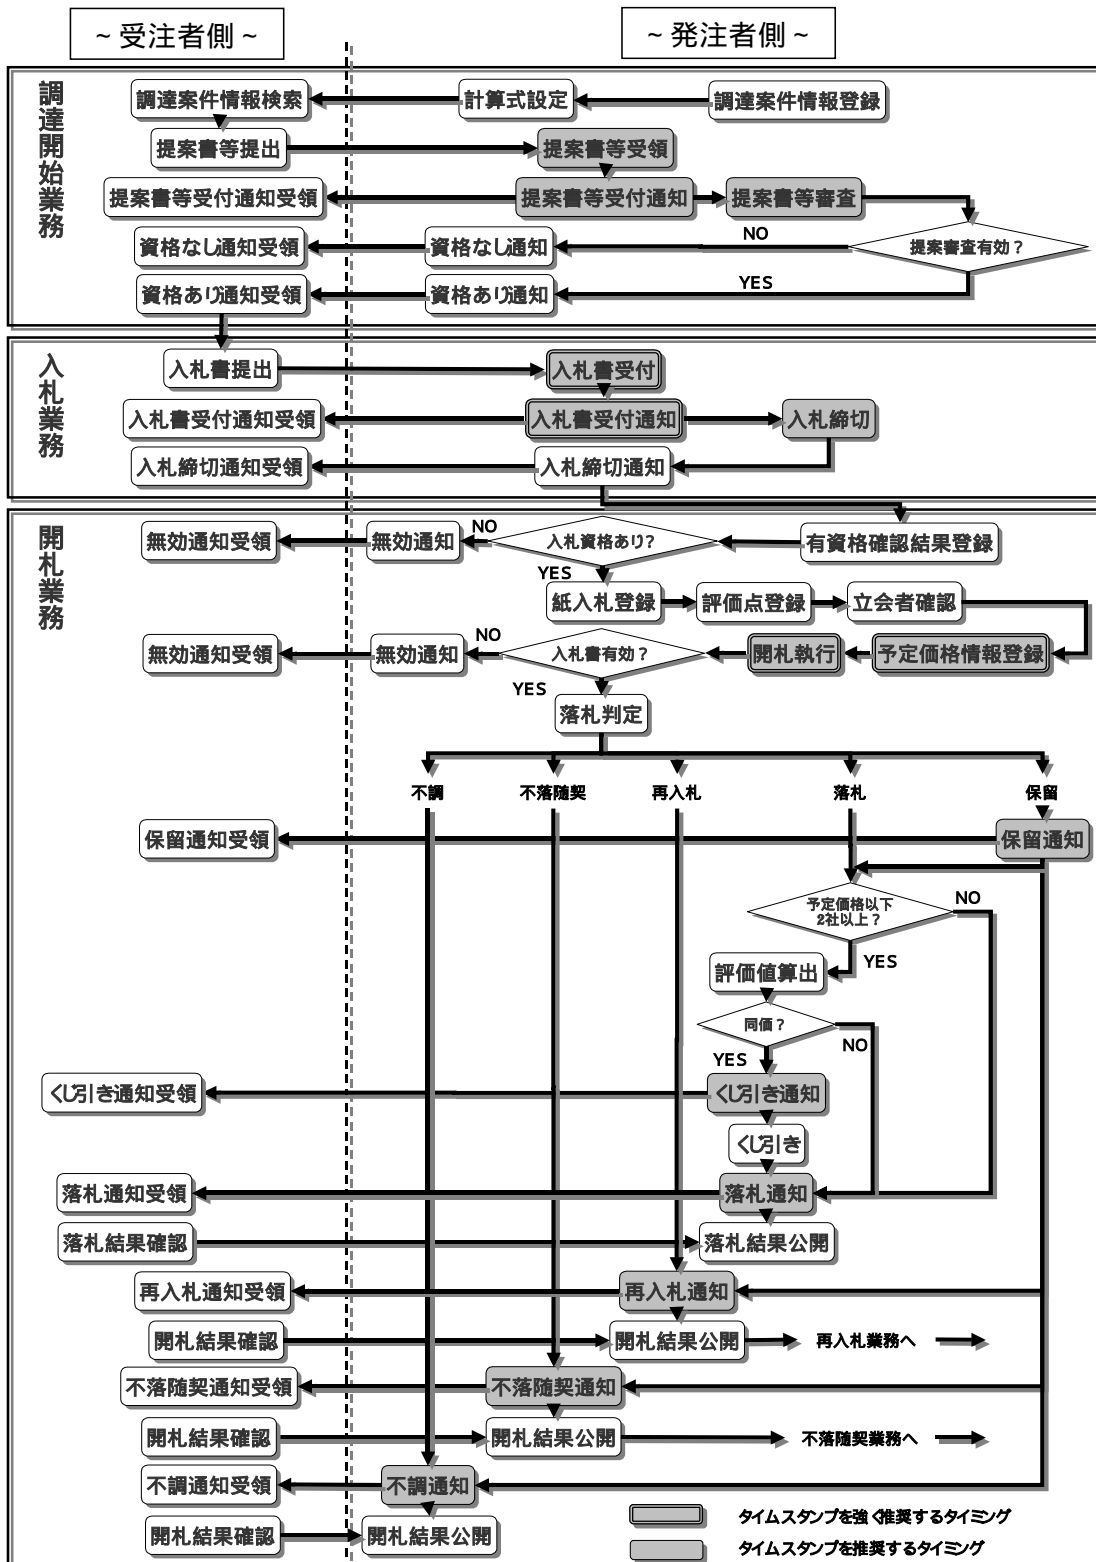 ~ 受注者側 ~
~ 発注者側 ~
調達開始業務
調達案件情報検索
計算式設定
調達案件情報登録
提案書等提出
提案書等受領
提案書等受付通知受領
提案書等受付通知
提案書等審査
資格なし通知受領
資格なし通知
NO
提案審査有効？
資格あり通知受領
資格あり通知
YES
入札業務
入札書提出
入札書受付
入札書受付通知受領
入札書受付通知
入札締切
入札締切通知受領
入札締切通知
開札業務
無効通知受領
無効通知
NO
入札資格あり？
有資格確認結果登録
YES
紙入札登録
評価点登録
立会者確認
無効通知受領
無効通知
NO
入札書有効？
開札執行
予定価格情報登録
YES
落札判定
不調
不落随契
再入札
落札
保留
保留通知受領
保留通知
予定価格以下
2社以上？
NO
YES
評価値算出
同価？
NO
YES
くじ引き通知受領
くじ引き通知
くじ引き
落札通知受領
落札通知
落札結果確認
落札結果公開
再入札通知受領
再入札通知
開札結果確認
開札結果公開
再入札業務へ
不落随契通知受領
不落随契通知
開札結果確認
開札結果公開
不落随契業務へ
不調通知受領
不調通知
開札結果確認
開札結果公開
タイムスタンプを強く推奨するタイミング
タイムスタンプを推奨するタイミング